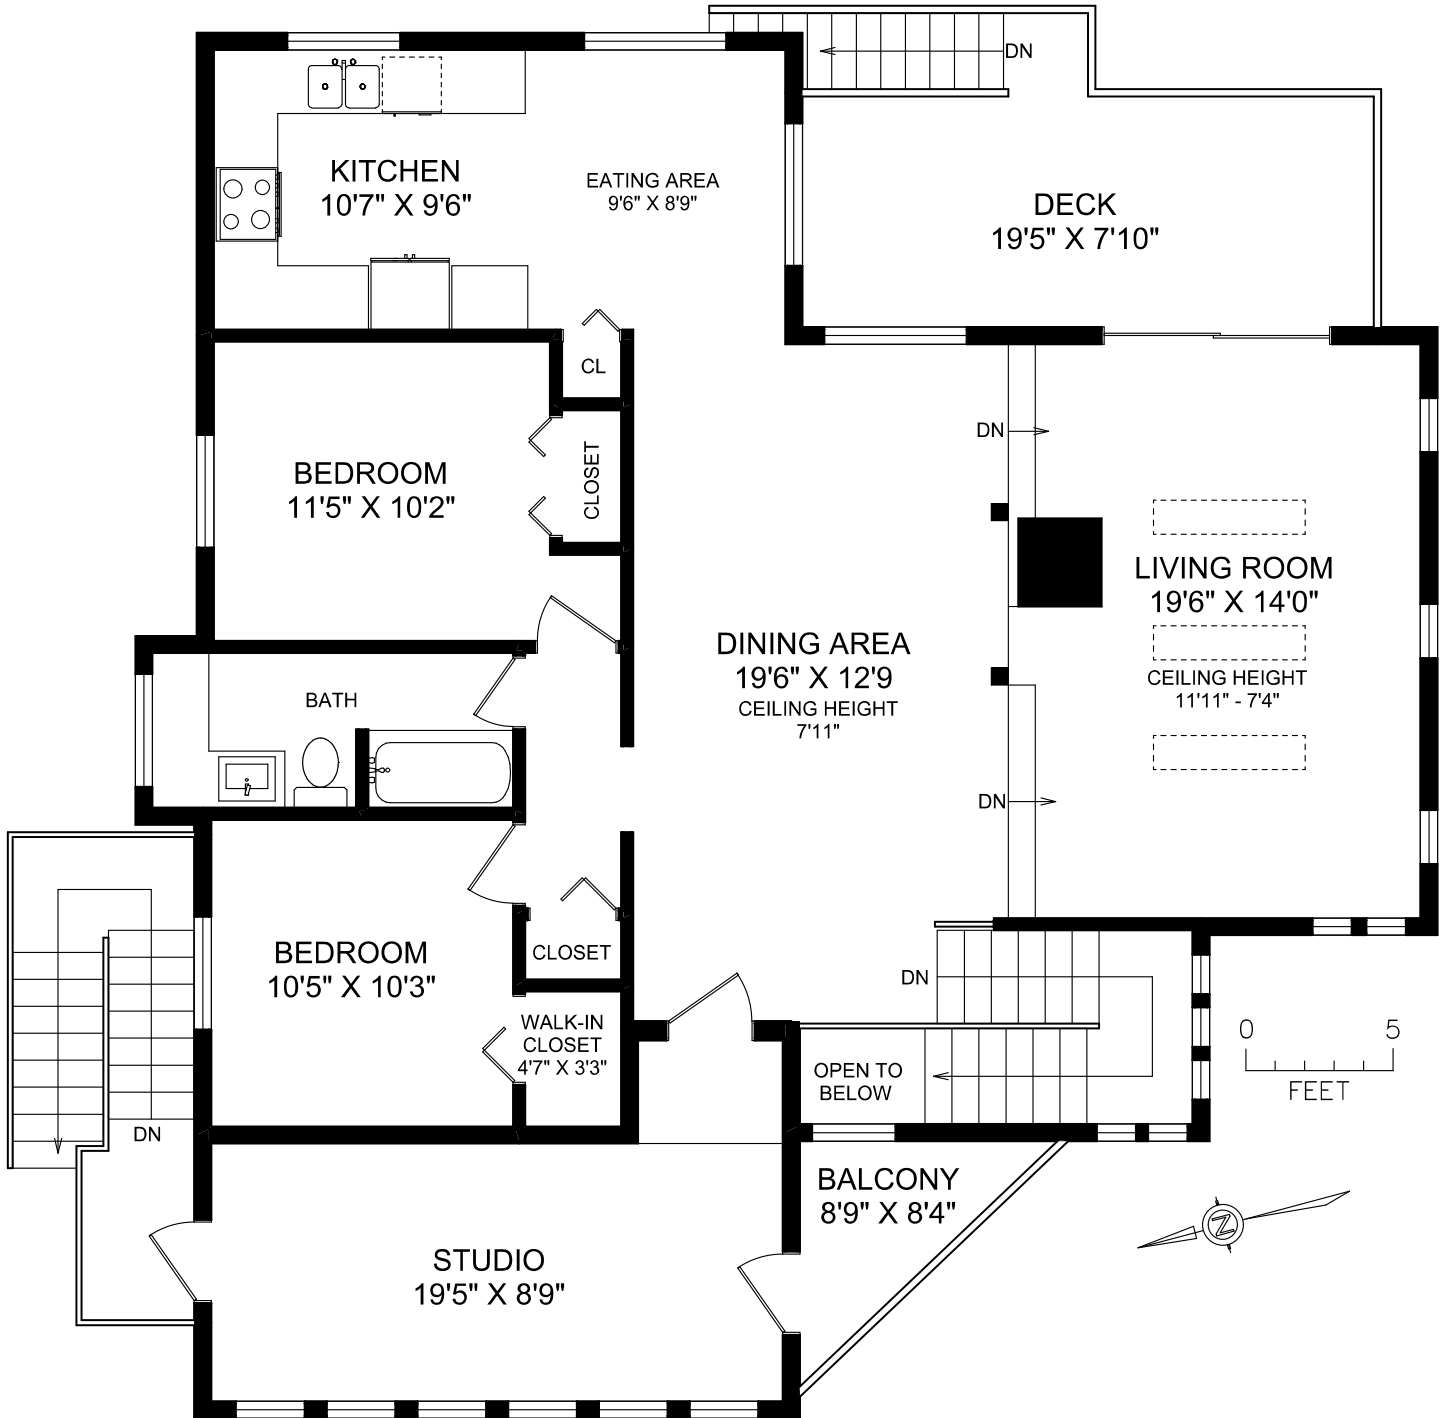 DN
KITCHEN
10'7" X 9'6"
EATING AREA
9'6" X 8'9"
DECK
19'5" X 7'10"
CL
DN
BEDROOM
11'5" X 10'2"
CLOSET
LIVING ROOM
19'6" X 14'0"
CEILING HEIGHT
11'11" - 7'4"
DINING AREA
19'6" X 12'9
CEILING HEIGHT
7'11"
BATH
DN
BEDROOM
10'5" X 10'3"
CLOSET
DN
WALK-IN
CLOSET
4'7" X 3'3"
OPEN TO
BELOW
0 5
FEET
DN
BALCONY
8'9" X 8'4"
N
STUDIO
19'5" X 8'9"